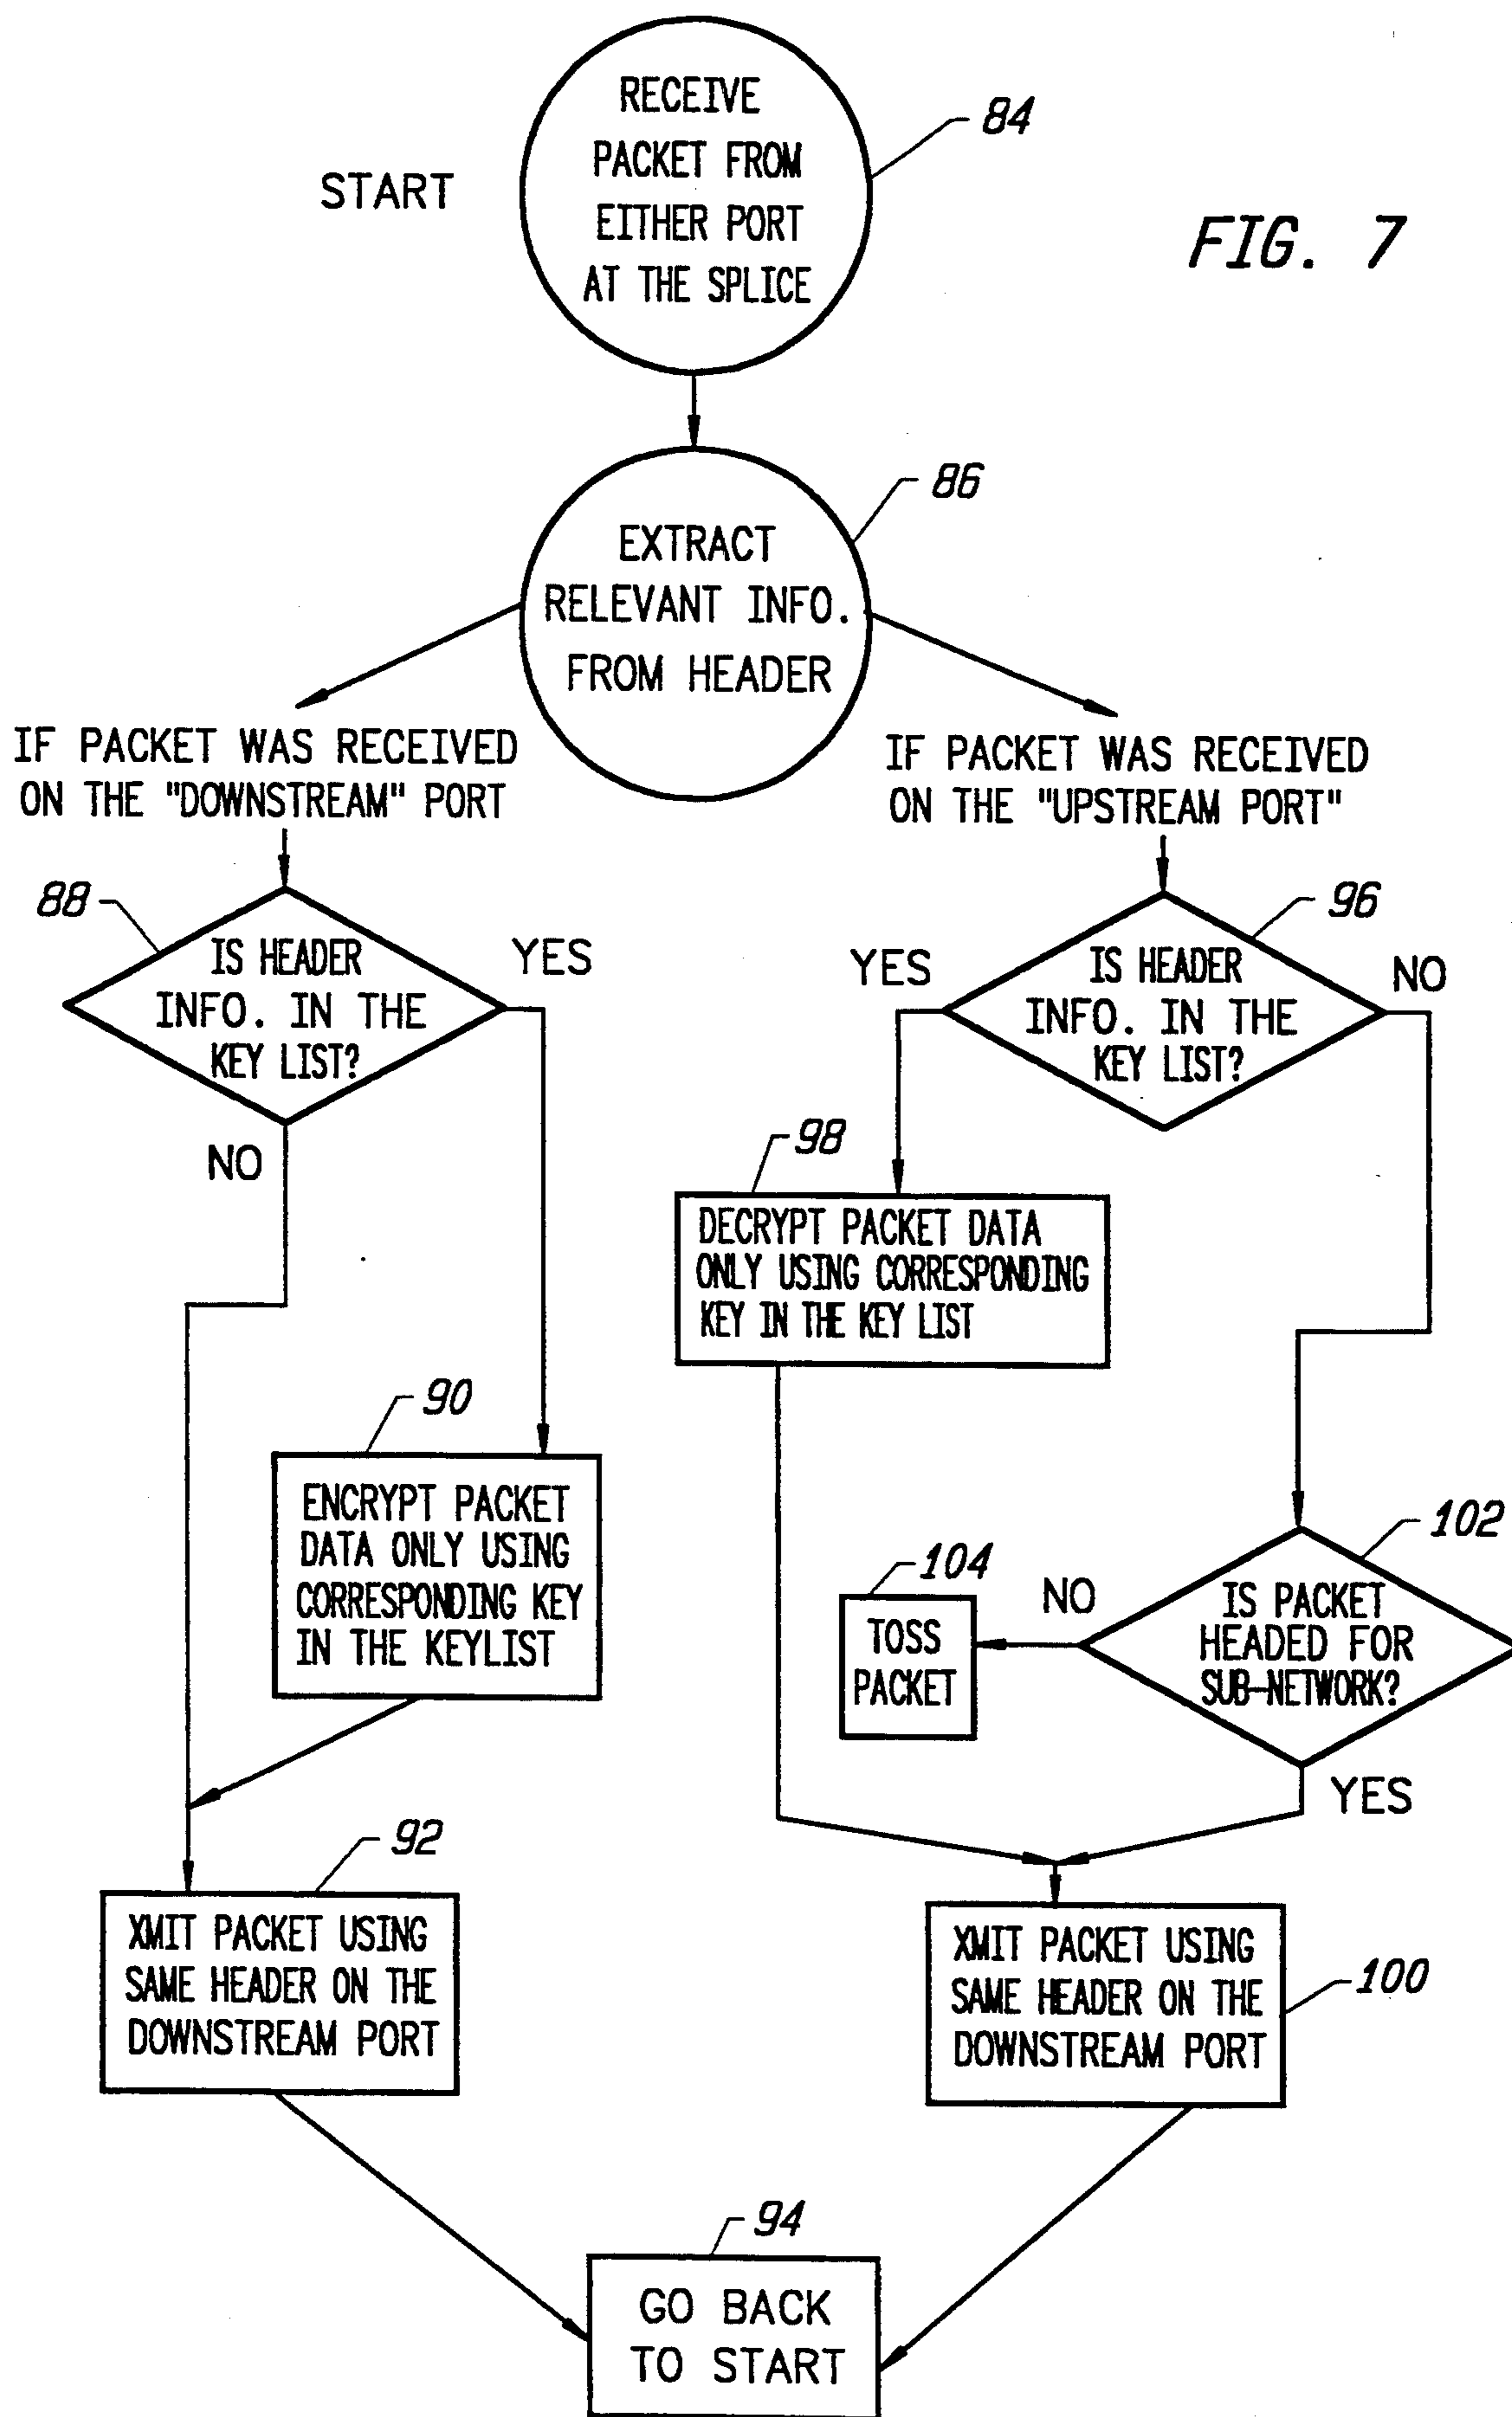 RECEIVE
PACKET FROM
EITHER PORT
AT THE SPLICE
84
START
FIG. 7
EXTRACT
RELEVANT INFO.
FROM HEADER
86
IF PACKET WAS RECEIVED
ON THE "DOWNSTREAM" PORT
IF PACKET WAS RECEIVED
ON THE "UPSTREAM PORT"
88
IS HEADER
INFO. IN THE
KEY LIST?
YES
NO
96
YES
IS HEADER
INFO. IN THE
KEY LIST?
NO
98
DECRYPT PACKET DATA
ONLY USING CORRESPONDING
KEY IN THE KEY LIST
90
ENCRYPT PACKET
DATA ONLY USING
CORRESPONDING KEY
IN THE KEYLIST
102
IS PACKET
HEADED FOR
SUB-NETWORK?
NO
104
TOSS
PACKET
YES
92
XMIT PACKET USING
SAME HEADER ON THE
DOWNSTREAM PORT
XMIT PACKET USING
SAME HEADER ON THE
DOWNSTREAM PORT
100
94
GO BACK
TO START